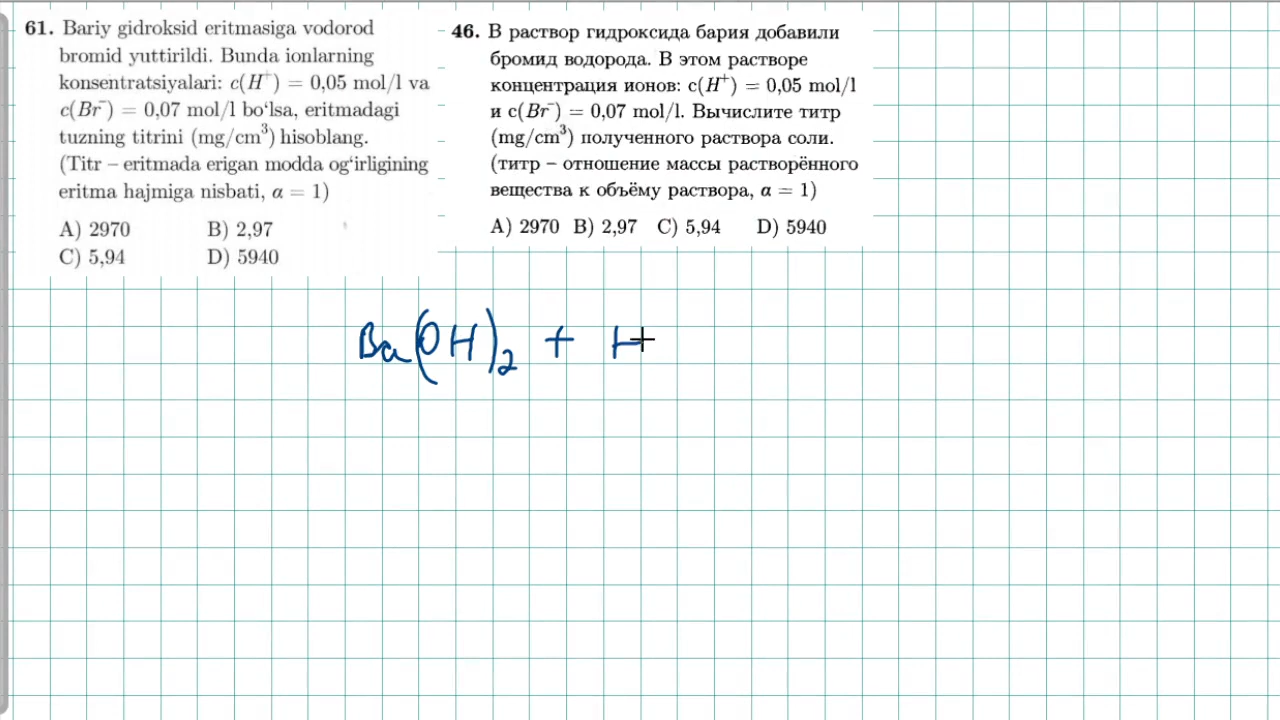 61. Bariy gidroksid eritmasiga vodorod
bromid yuttirildi. Bunda ionlarning
konsentratsiyalari: c(H⁺) = 0,05 mol/l va
c(Br⁻) = 0,07 mol/l bo‘lsa, eritmadagi
tuzning titrini (mg/cm³) hisoblang.
(Titr – eritmada erigan modda og‘irligining
eritma hajmiga nisbati, α = 1)
A) 2970 B) 2,97
C) 5,94 D) 5940
46. В раствор гидроксида бария добавили
бромид водорода. В этом растворе
концентрация ионов: c(H⁺) = 0,05 mol/l
и c(Br⁻) = 0,07 mol/l. Вычислите титр
(mg/cm³) полученного раствора соли.
(титр – отношение массы растворённого
вещества к объёму раствора, α = 1)
A) 2970 B) 2,97 C) 5,94 D) 5940
Ba(OH)₂ + H